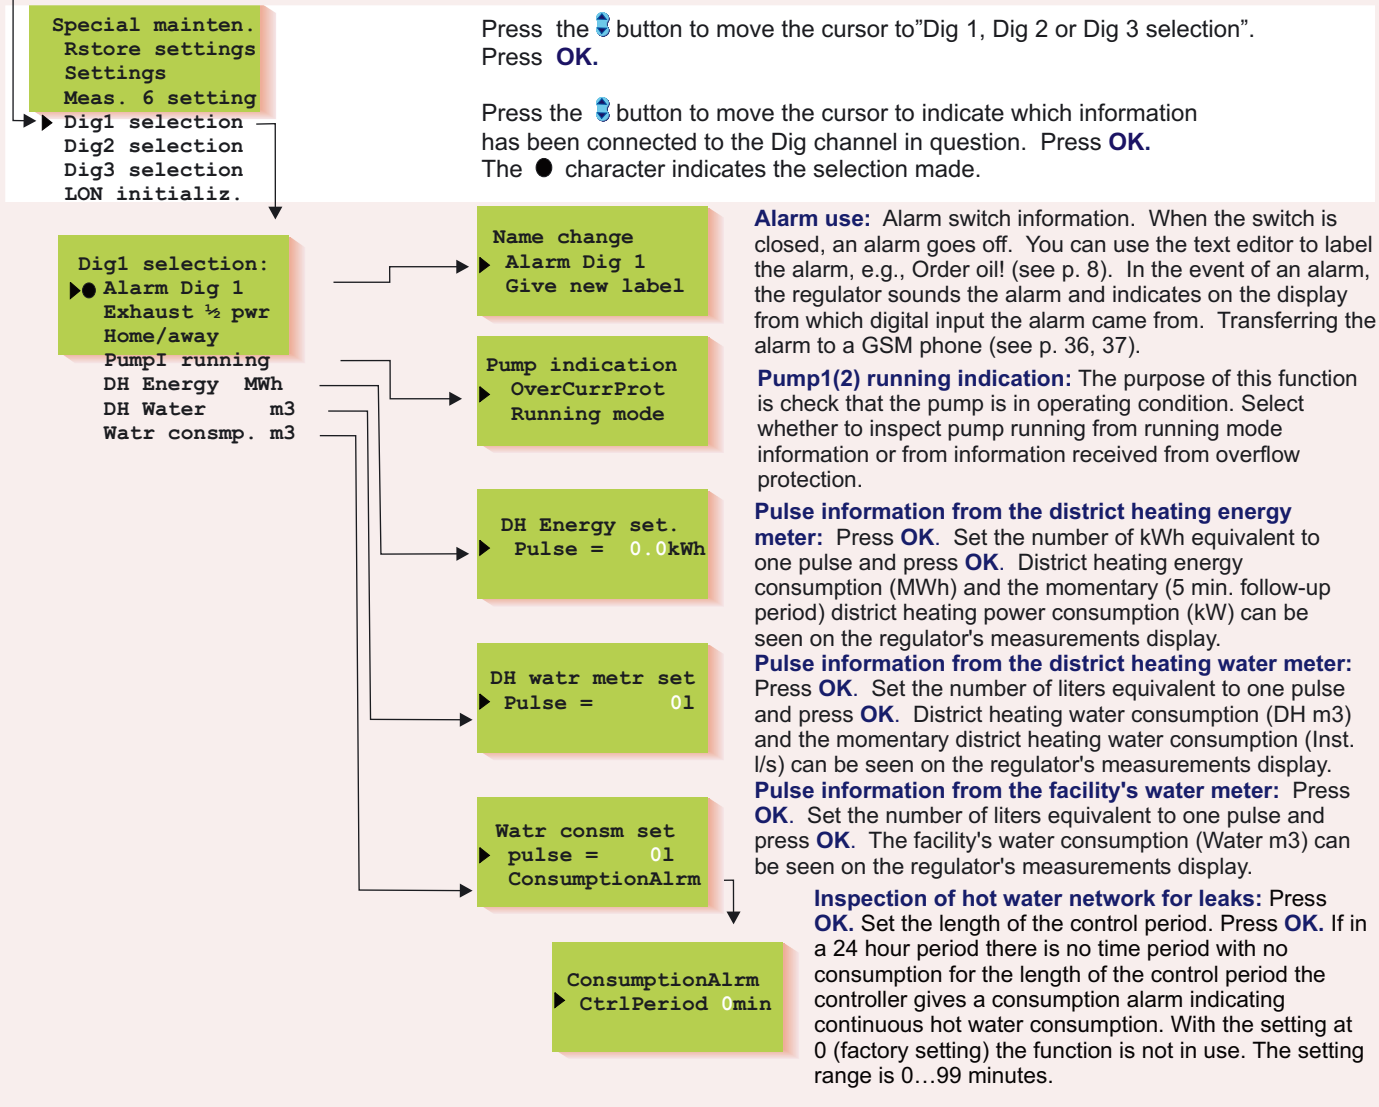 Special mainten.
Rstore settings
Settings
Meas. 6 setting
Dig1 selection
Dig2 selection
Dig3 selection
LON initializ.
Press the button to move the cursor to”Dig 1, Dig 2 or Dig 3 selection”.
Press OK.
Press the button to move the cursor to indicate which information
has been connected to the Dig channel in question. Press OK.
The ● character indicates the selection made.
Dig1 selection:
● Alarm Dig 1
Exhaust ½ pwr
Home/away
PumpI running
DH Energy MWh
DH Water m3
Watr consmp. m3
Name change
Alarm Dig 1
Give new label
Alarm use: Alarm switch information. When the switch is
closed, an alarm goes off. You can use the text editor to label
the alarm, e.g., Order oil! (see p. 8). In the event of an alarm,
the regulator sounds the alarm and indicates on the display
from which digital input the alarm came from. Transferring the
alarm to a GSM phone (see p. 36, 37).
Pump indication
OverCurrProt
Running mode
Pump1(2) running indication: The purpose of this function
is check that the pump is in operating condition. Select
whether to inspect pump running from running mode
information or from information received from overflow
protection.
DH Energy set.
Pulse = 0.0kWh
Pulse information from the district heating energy
meter: Press OK. Set the number of kWh equivalent to
one pulse and press OK. District heating energy
consumption (MWh) and the momentary (5 min. follow-up
period) district heating power consumption (kW) can be
seen on the regulator's measurements display.
DH watr metr set
Pulse = 0l
Pulse information from the district heating water meter:
Press OK. Set the number of liters equivalent to one pulse
and press OK. District heating water consumption (DH m3)
and the momentary district heating water consumption (Inst.
l/s) can be seen on the regulator's measurements display.
Watr consm set
pulse = 0l
ConsumptionAlrm
Pulse information from the facility's water meter: Press
OK. Set the number of liters equivalent to one pulse and
press OK. The facility's water consumption (Water m3) can
be seen on the regulator's measurements display.
ConsumptionAlrm
CtrlPeriod 0min
Inspection of hot water network for leaks: Press
OK. Set the length of the control period. Press OK. If in
a 24 hour period there is no time period with no
consumption for the length of the control period the
controller gives a consumption alarm indicating
continuous hot water consumption. With the setting at
0 (factory setting) the function is not in use. The setting
range is 0…99 minutes.